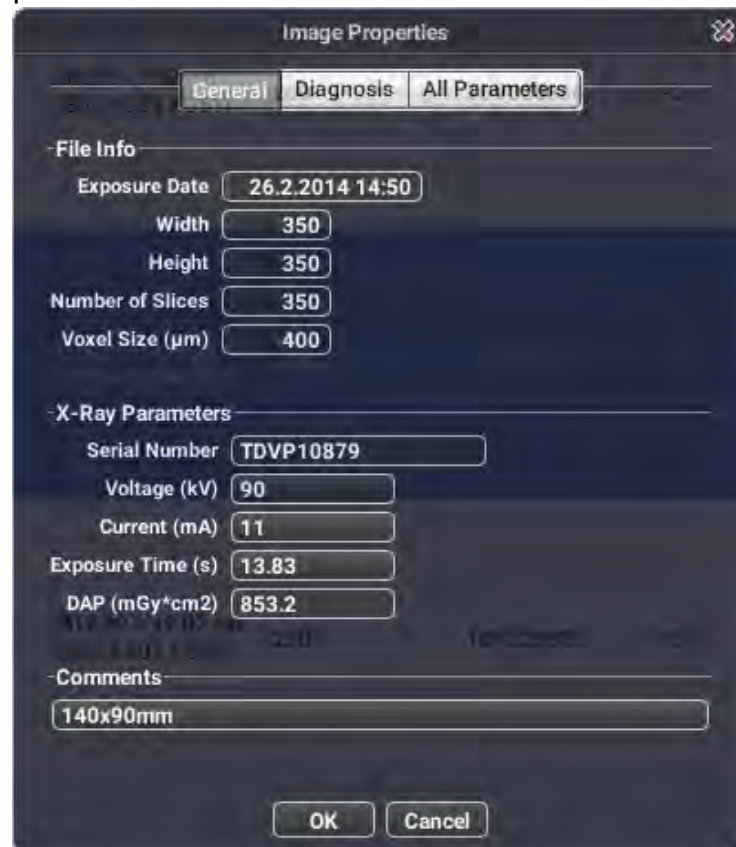 Image Properties
General Diagnosis All Parameters
File Info
Exposure Date 26.2.2014 14:50
Width 350
Height 350
Number of Slices 350
Voxel Size (µm) 400
X-Ray Parameters
Serial Number TDVP10879
Voltage (kV) 90
Current (mA) 11
Exposure Time (s) 13.83
DAP (mGy*cm2) 853.2
Comments
140x90mm
OK Cancel